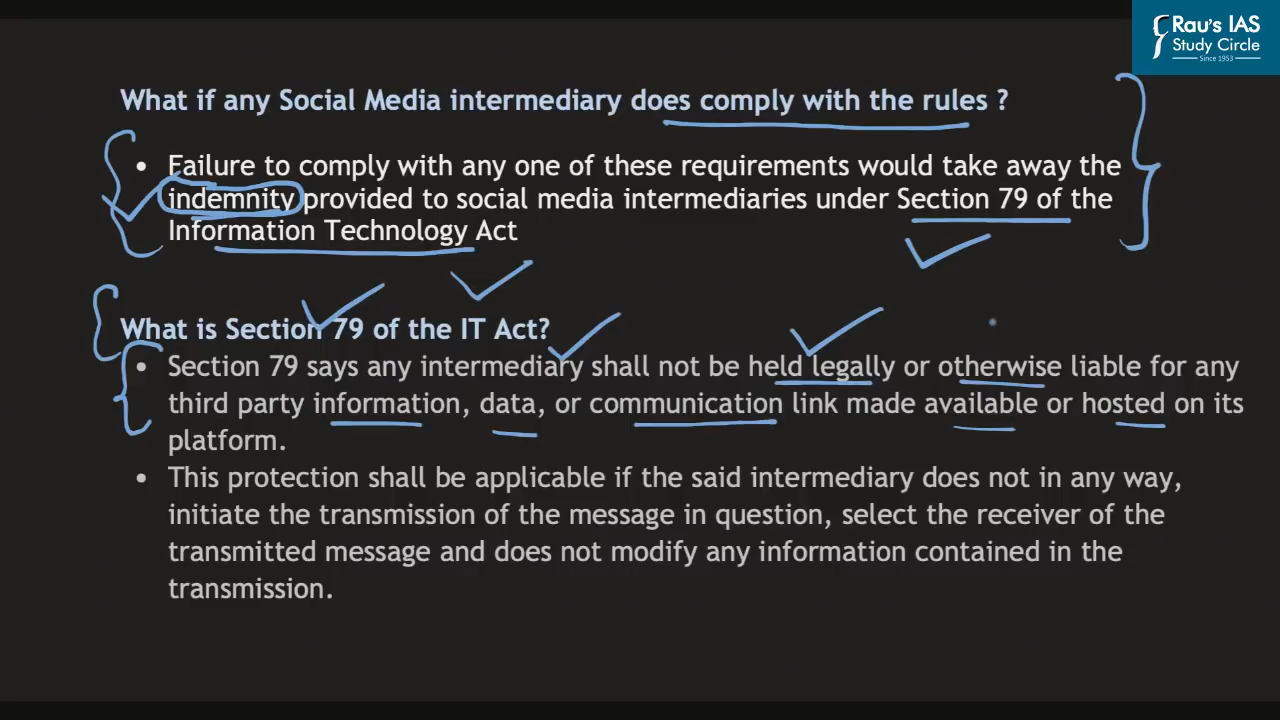 Rau's IAS
Study Circle
Since 1953
What if any Social Media intermediary does comply with the rules ?
• Failure to comply with any one of these requirements would take away the
indemnity provided to social media intermediaries under Section 79 of the
Information Technology Act
What is Section 79 of the IT Act?
• Section 79 says any intermediary shall not be held legally or otherwise liable for any
third party information, data, or communication link made available or hosted on its
platform.
• This protection shall be applicable if the said intermediary does not in any way,
initiate the transmission of the message in question, select the receiver of the
transmitted message and does not modify any information contained in the
transmission.